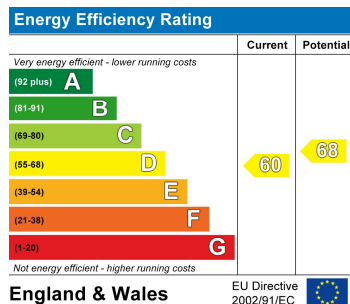 Energy Efficiency Rating
Current Potential
Very energy efficient - lower running costs
(92 plus) A
(81-91) B
(69-80) C
(55-68) D
(39-54) E
(21-38) F
(1-20) G
60
68
Not energy efficient - higher running costs
England & Wales
EU Directive
2002/91/EC